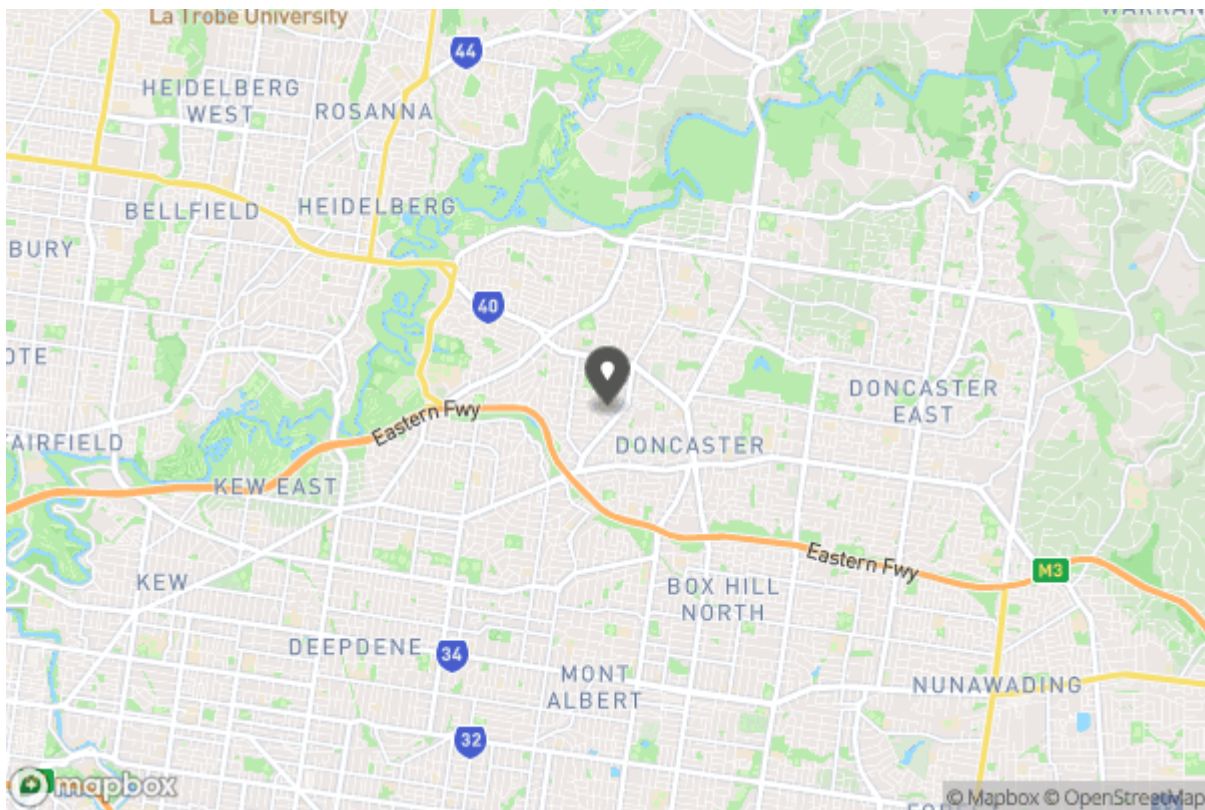 La Trobe University
44
HEIDELBERG
WEST
ROSANNA
BELLFIELD
HEIDELBERG
BURY
40
OTE
DONCASTER
EAST
Eastern Fwy
FAIRFIELD
DONCASTER
KEW EAST
Eastern Fwy
M3
KEW
BOX HILL
NORTH
DEEPDENE
34
MONT
ALBERT
NUNAWADING
32
mapbox
© Mapbox © OpenStreetMap